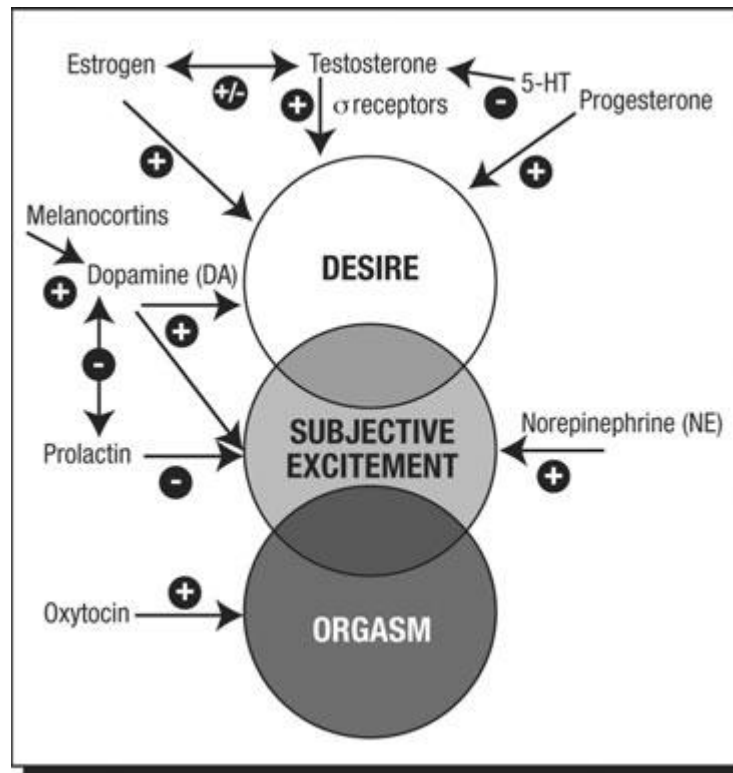 Estrogen
+/-
Testosterone
5-HT
-
+
σ receptors
Progesterone
+
+
Melanocortins
+
Dopamine (DA)
+
DESIRE
-
SUBJECTIVE
EXCITEMENT
Norepinephrine (NE)
+
Prolactin
-
Oxytocin
+
ORGASM